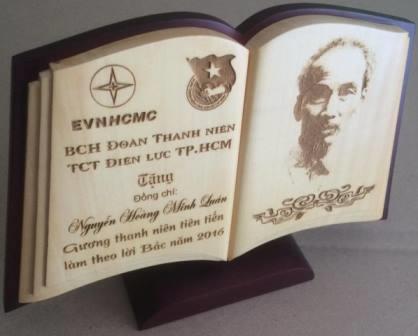 EVNHCMC
BCH ĐOÀN THANH NIÊN
TCT ĐIỆN LỰC TP.HCM
Tặng
Đồng chí:
Nguyễn Hoàng Minh Quân
Gương thanh niên tiên tiến
làm theo lời Bác năm 2016